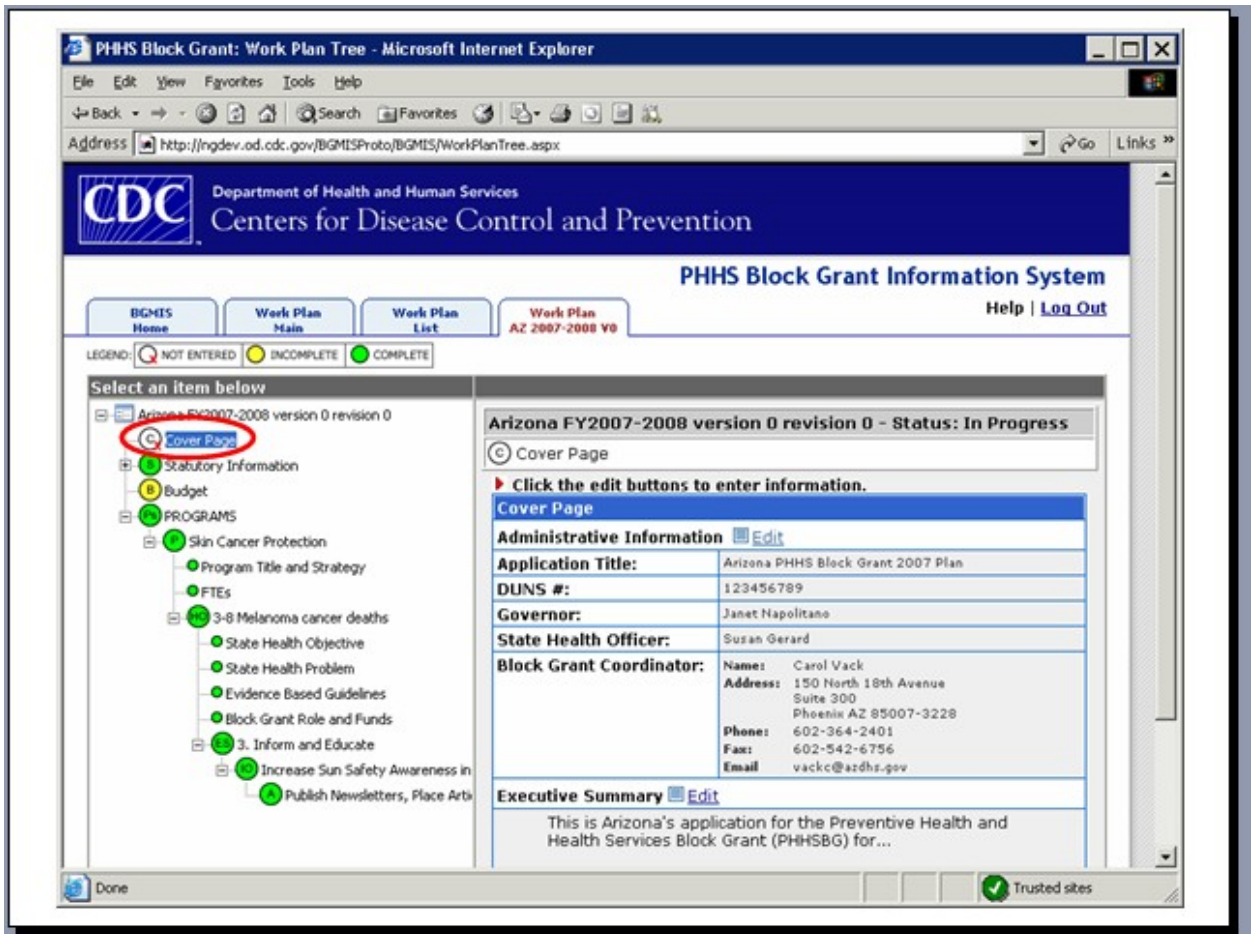 PHHS Block Grant: Work Plan Tree - Microsoft Internet Explorer
File Edit View Favorites Tools Help
Back Search Favorites
Address http://ngdev.od.cdc.gov/BGMISProto/BGMIS/WorkPlanTree.aspx Go Links »
CDC
Department of Health and Human Services
Centers for Disease Control and Prevention
PHHS Block Grant Information System
Help | Log Out
BGMIS Home
Work Plan Main
Work Plan List
Work Plan AZ 2007-2008 V0
LEGEND: NOT ENTERED INCOMPLETE COMPLETE
Select an item below
Arizona FY2007-2008 version 0 revision 0
C Cover Page
S Statutory Information
B Budget
Ps PROGRAMS
P Skin Cancer Protection
Program Title and Strategy
FTEs
HO 3-8 Melanoma cancer deaths
State Health Objective
State Health Problem
Evidence Based Guidelines
Block Grant Role and Funds
ES 3. Inform and Educate
IO Increase Sun Safety Awareness in
A Publish Newsletters, Place Arti
Arizona FY2007-2008 version 0 revision 0 - Status: In Progress
C Cover Page
Click the edit buttons to enter information.
Cover Page
Administrative Information Edit
Application Title: Arizona PHHS Block Grant 2007 Plan
DUNS #: 123456789
Governor: Janet Napolitano
State Health Officer: Susan Gerard
Block Grant Coordinator: Name: Carol Vack
Address: 150 North 18th Avenue
Suite 300
Phoenix AZ 85007-3228
Phone: 602-364-2401
Fax: 602-542-6756
Email vackc@azdhs.gov
Executive Summary Edit
This is Arizona's application for the Preventive Health and
Health Services Block Grant (PHHSBG) for...
Done Trusted sites